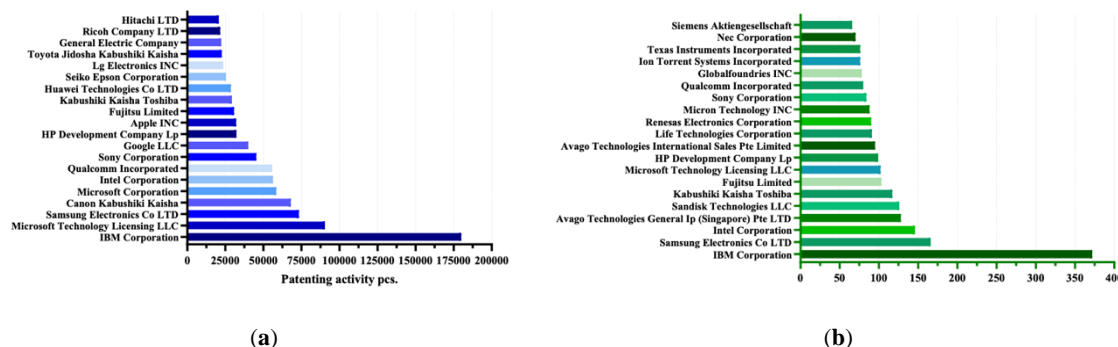 Hitachi LTD
Ricoh Company LTD
General Electric Company
Toyota Jidosha Kabushiki Kaisha
Lg Electronics INC
Seiko Epson Corporation
Huawei Technologies Co LTD
Kabushiki Kaisha Toshiba
Fujitsu Limited
Apple INC
HP Development Company Lp
Google LLC
Sony Corporation
Qualcomm Incorporated
Intel Corporation
Microsoft Corporation
Canon Kabushiki Kaisha
Samsung Electronics Co LTD
Microsoft Technology Licensing LLC
IBM Corporation
0 25000 50000 75000 100000 125000 150000 175000 200000
Patenting activity pcs.
(a)
Siemens Aktiengesellschaft
Nec Corporation
Texas Instruments Incorporated
Ion Torrent Systems Incorporated
Globalfoundries INC
Qualcomm Incorporated
Sony Corporation
Micron Technology INC
Renesas Electronics Corporation
Life Technologies Corporation
Avago Technologies International Sales Pte Limited
HP Development Company Lp
Microsoft Technology Licensing LLC
Fujitsu Limited
Kabushiki Kaisha Toshiba
Sandisk Technologies LLC
Avago Technologies General Ip (Singapore) Pte LTD
Intel Corporation
Samsung Electronics Co LTD
IBM Corporation
0 50 100 150 200 250 300 350 40
(b)